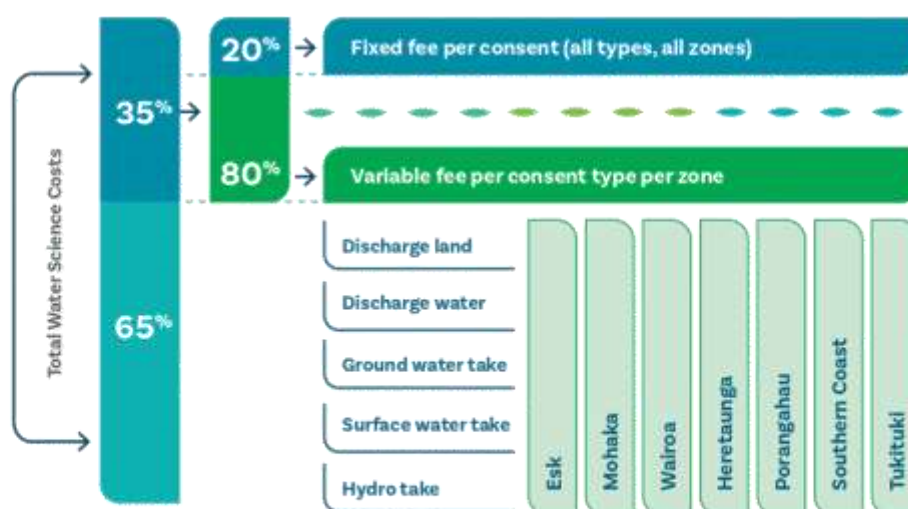 Total Water Science Costs
35%
65%
20%
80%
Fixed fee per consent (all types, all zones)
Variable fee per consent type per zone
Discharge land
Discharge water
Ground water take
Surface water take
Hydro take
Esk
Mohaka
Wairoa
Heretaunga
Porangahau
Southern Coast
Tukituki